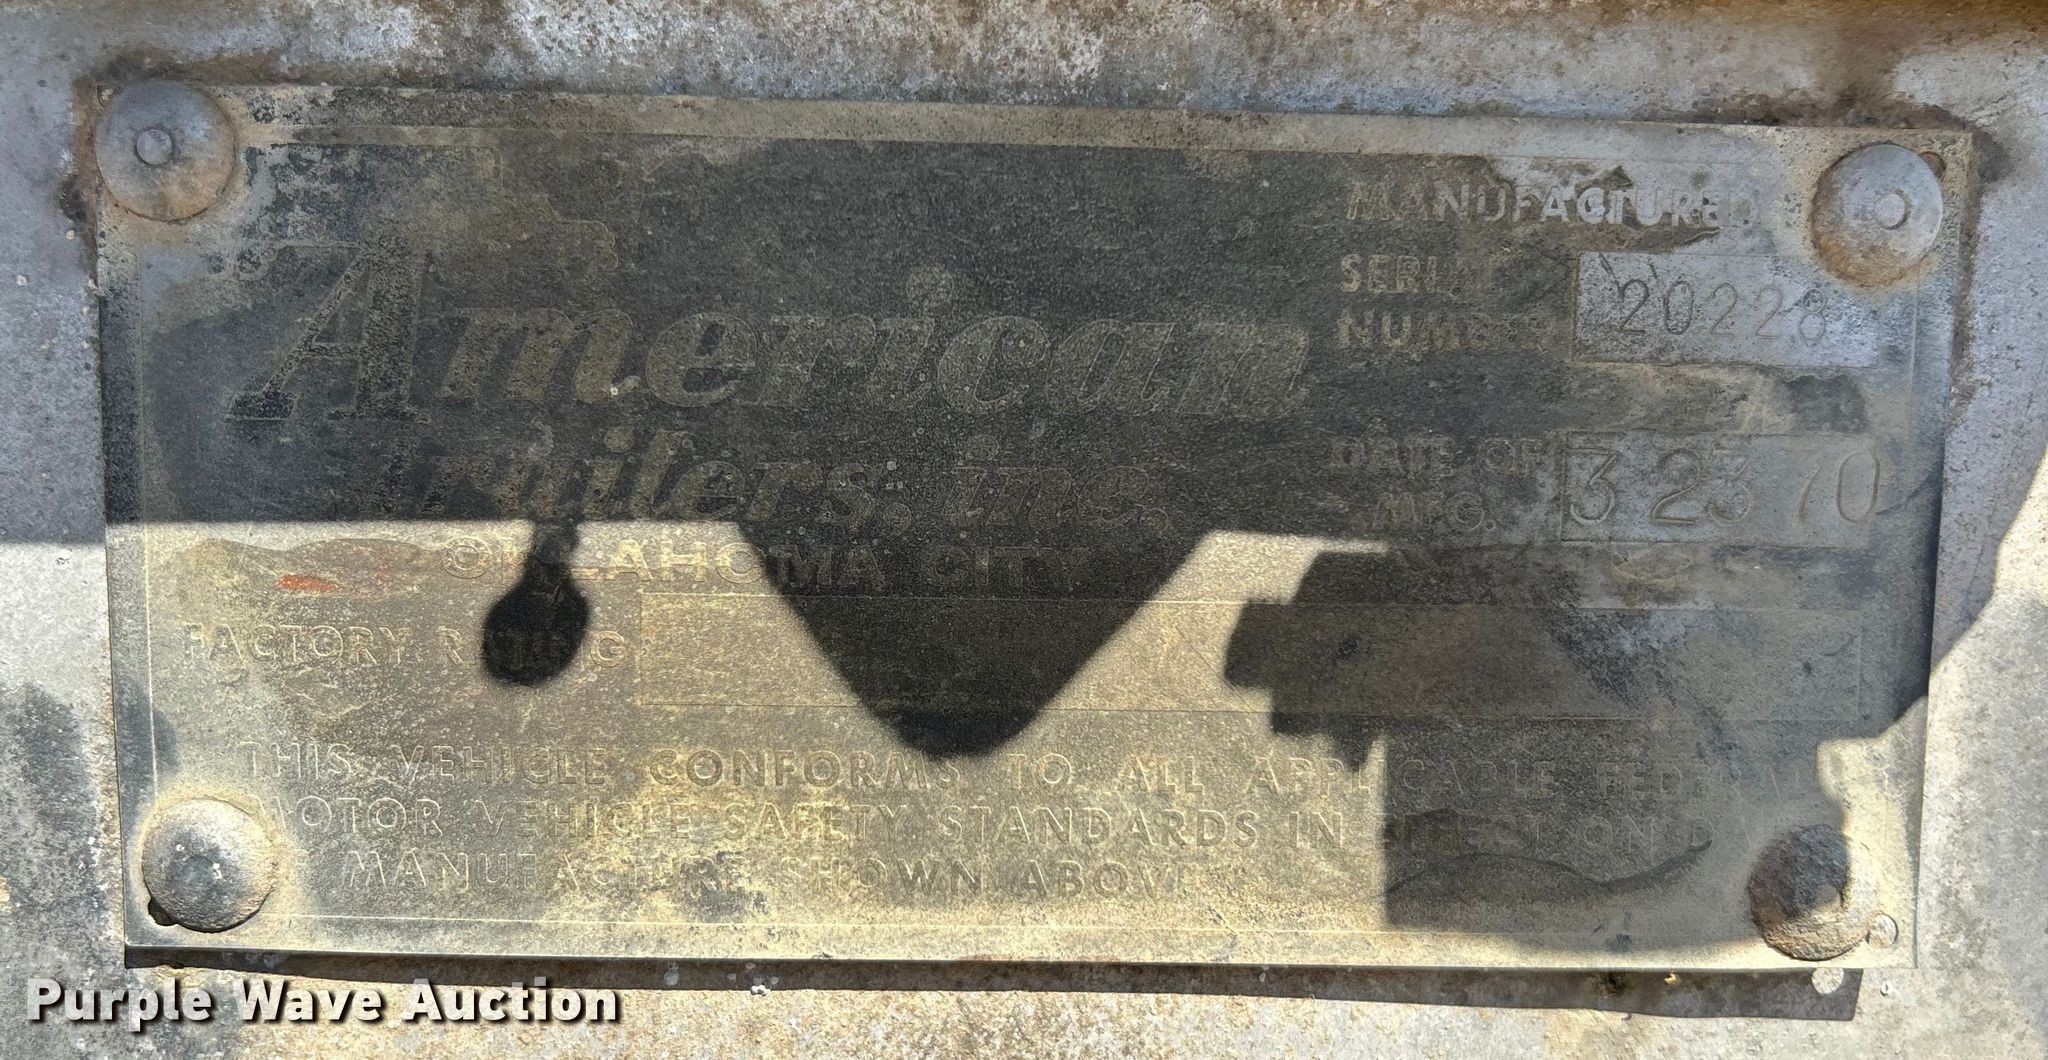 American
Trailers, inc.
OKLAHOMA CITY
MANUFACTURED
SERIAL
NUMBER
20228
DATE OF
MFG.
3 23 70
FACTORY RATING
THIS VEHICLE CONFORMS TO ALL APPLICABLE FEDERAL
MOTOR VEHICLE SAFETY STANDARDS IN EFFECT ON DATE
OF MANUFACTURE SHOWN ABOVE
Purple Wave Auction